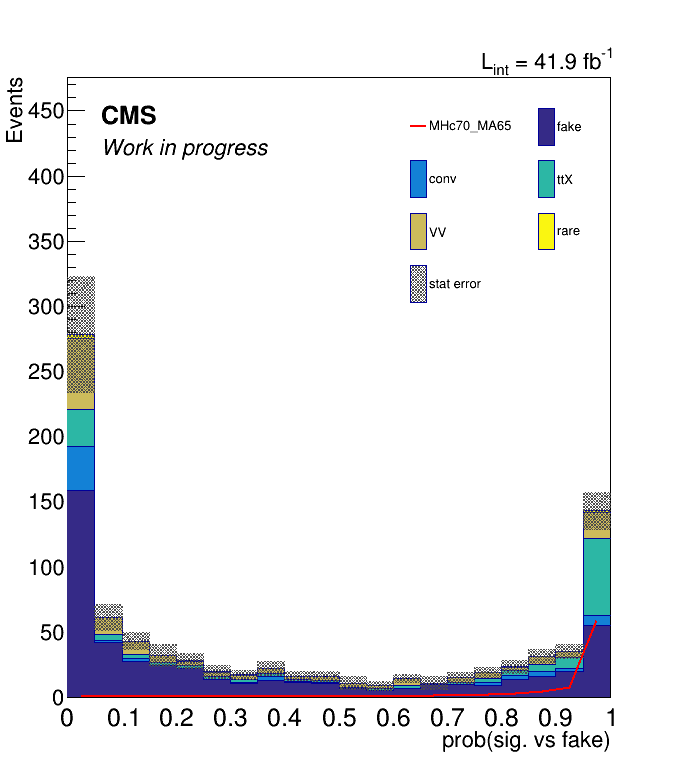 L_int = 41.9 fb^-1
Events
CMS
Work in progress
MHc70_MA65
fake
conv
ttX
VV
rare
stat error
450
400
350
300
250
200
150
100
50
0
0 0.1 0.2 0.3 0.4 0.5 0.6 0.7 0.8 0.9 1
prob(sig. vs fake)